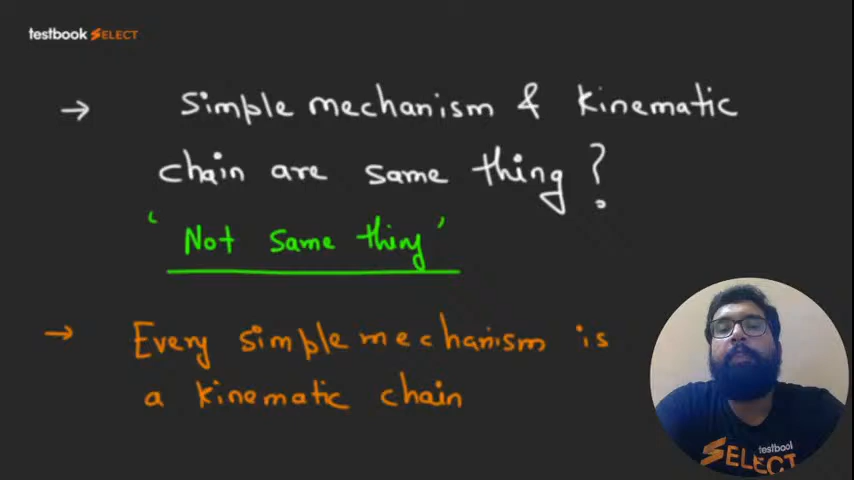 testbook SELECT
→ Simple mechanism & kinematic
chain are same thing?
'Not same thing'
→ Every simple mechanism is
a kinematic chain
testbook
SELECT